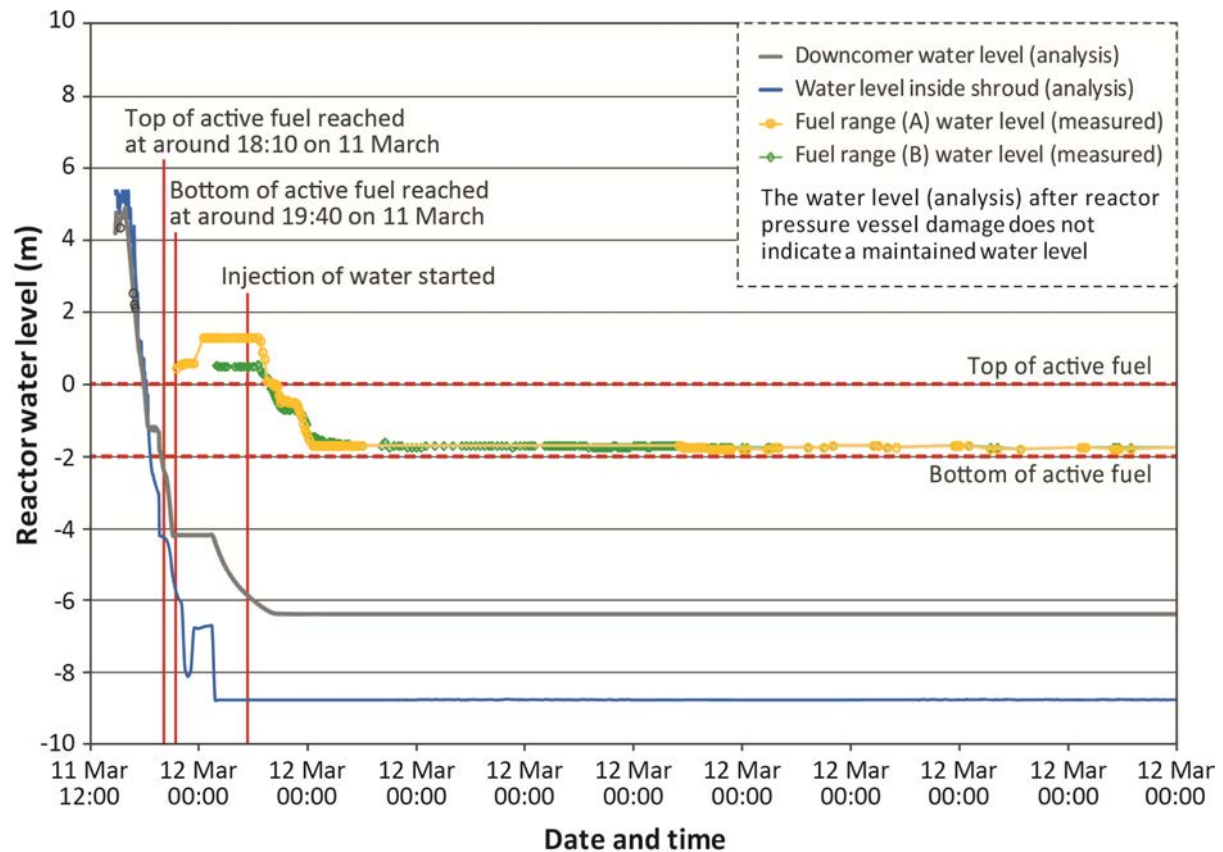 10
8
6
4
2
0
-2
-4
-6
-8
-10
Reactor water level (m)
Downcomer water level (analysis)
Water level inside shroud (analysis)
Fuel range (A) water level (measured)
Fuel range (B) water level (measured)
The water level (analysis) after reactor
pressure vessel damage does not
indicate a maintained water level
Top of active fuel reached
at around 18:10 on 11 March
Bottom of active fuel reached
at around 19:40 on 11 March
Injection of water started
Top of active fuel
Bottom of active fuel
11 Mar 12 Mar 12 Mar 12 Mar 12 Mar 12 Mar 12 Mar 12 Mar 12 Mar 12 Mar 12 Mar
12:00 00:00 00:00 00:00 00:00 00:00 00:00 00:00 00:00 00:00 00:00
Date and time